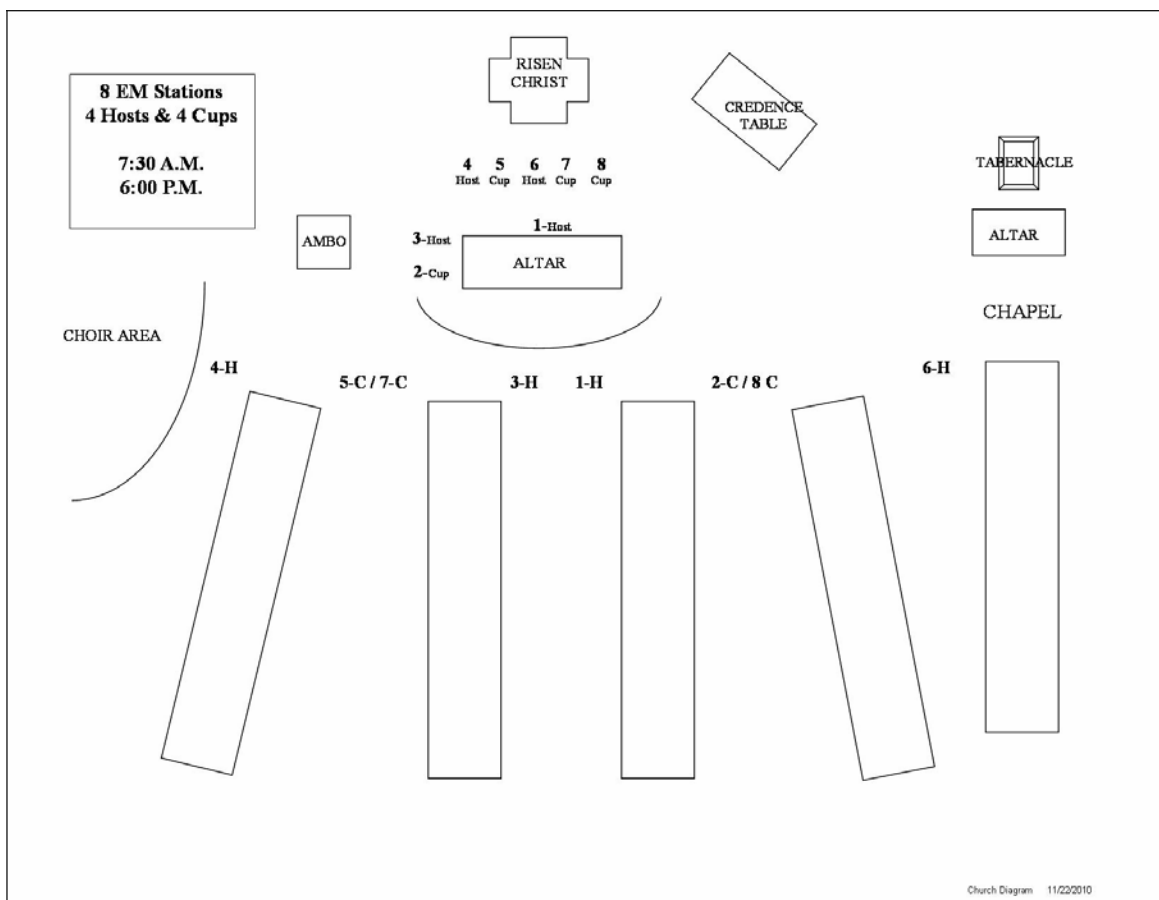 8 EM Stations
4 Hosts & 4 Cups
7:30 A.M.
6:00 P.M.
RISEN
CHRIST
CREDENCE
TABLE
TABERNACLE
4 5 6 7 8
Host Cup Host Cup Cup
1-Host
3-Host
2-Cup
AMBO
ALTAR
ALTAR
CHAPEL
CHOIR AREA
4-H
5-C / 7-C
3-H
1-H
2-C / 8 C
6-H
Church Diagram 11/22/2010